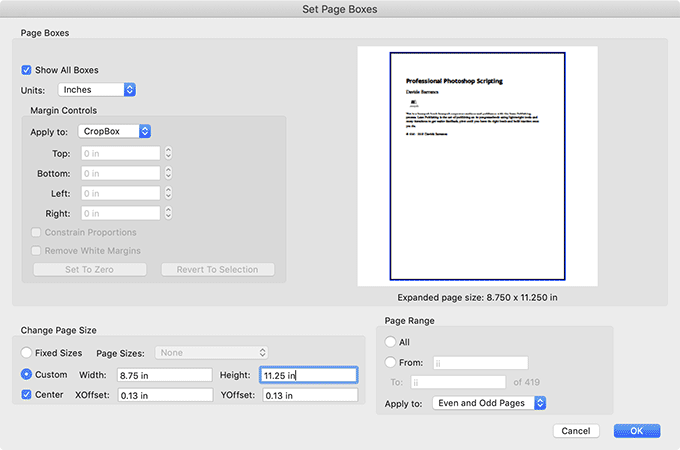 Set Page Boxes
Page Boxes
Show All Boxes
Units: Inches
Margin Controls
Apply to: CropBox
Top: 0 in
Bottom: 0 in
Left: 0 in
Right: 0 in
Constrain Proportions
Remove White Margins
Set To Zero Revert To Selection
Professional Photoshop Scripting
Davide Barranca
Expanded page size: 8.750 x 11.250 in
Change Page Size
Fixed Sizes Page Sizes: None
Custom Width: 8.75 in Height: 11.25 in
Center XOffset: 0.13 in YOffset: 0.13 in
Page Range
All
From: ii
To: ii of 419
Apply to: Even and Odd Pages
Cancel OK